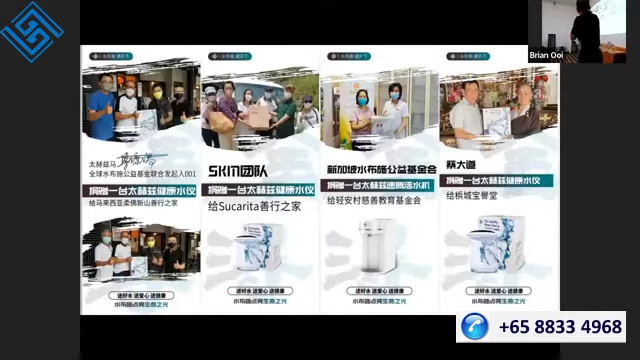 Brian Ooi
太赫兹马
全球水布施公益基金联合发起人001
捐赠一台太赫兹健康水仪
给马来西亚柔佛新山善行之家
送好水 送爱心 送健康
水布施点亮生命之光
SKM团队
捐赠一台太赫兹健康水仪
给Sucarita善行之家
送好水 送爱心 送健康
水布施点亮生命之光
新加坡水布施公益基金会
捐赠一台太赫兹速腾活水机
给轻安村慈善教育基金会
送好水 送爱心 送健康
水布施点亮生命之光
蔡大道
捐赠一台太赫兹健康水仪
给槟城宝誉堂
送好水 送爱心 送健康
水布施点亮生命之光
+65 8833 4968